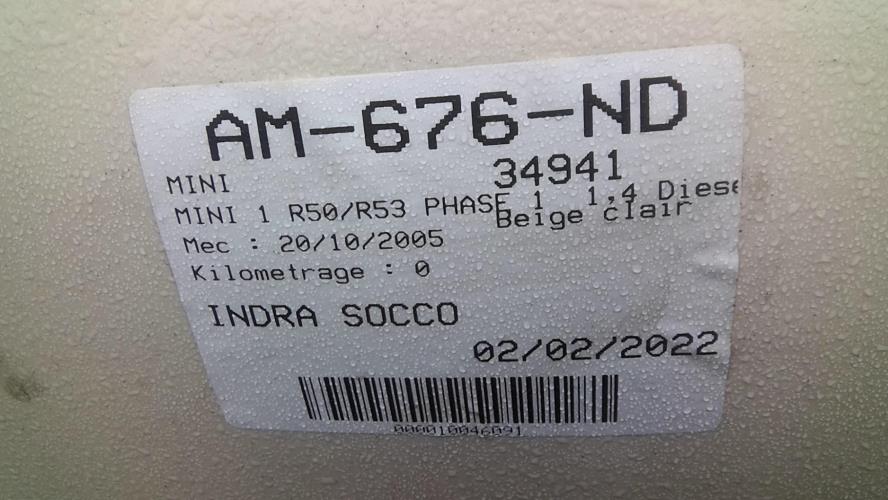 AM-676-ND
MINI 34941
MINI 1 R50/R53 PHASE 1 1,4 Diese
Beige clair
Mec : 20/10/2005
Kilometrage : 0
INDRA SOCCO
02/02/2022
000010046091